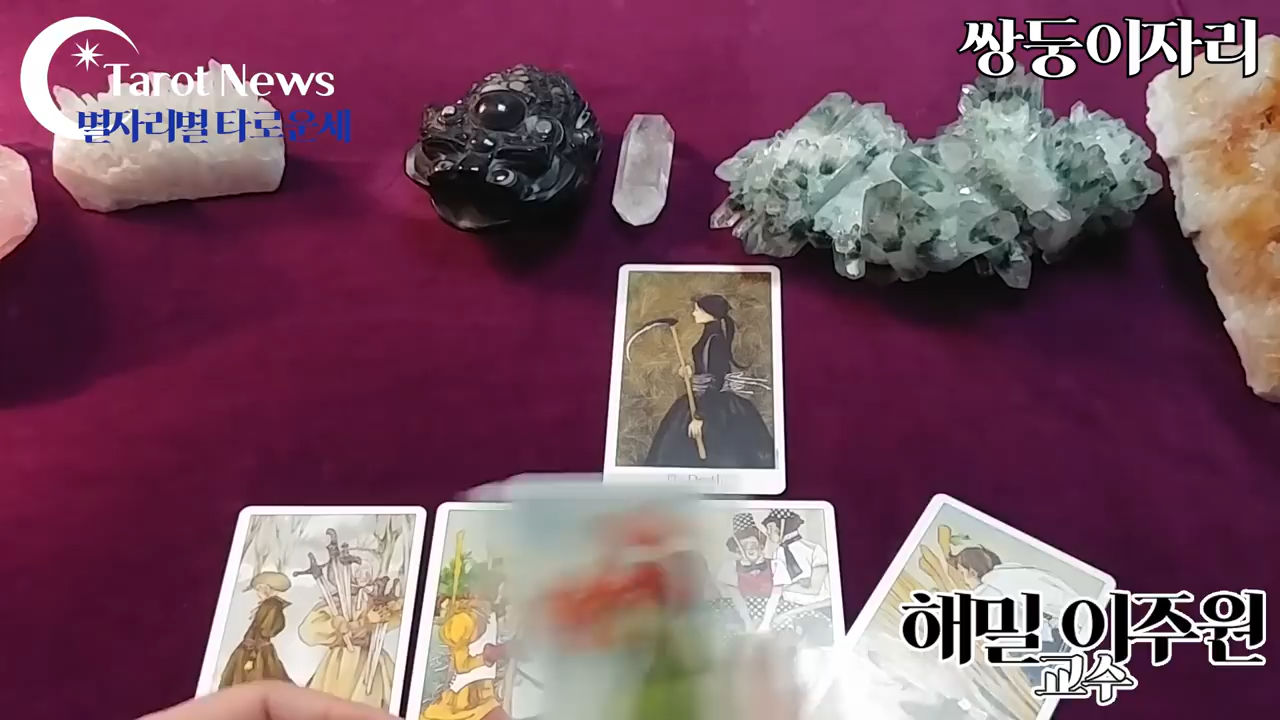 Tarot News
별자리별 타로운세
쌍둥이자리
해밀 이주원
교수